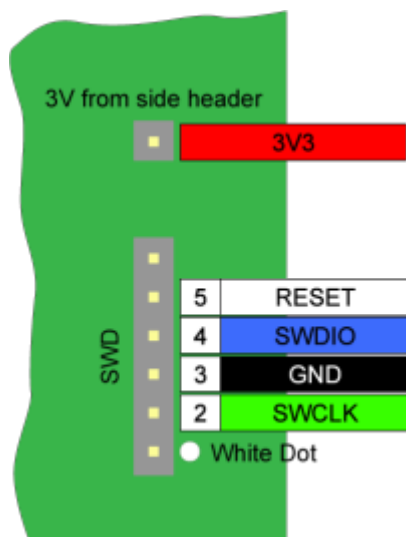 3V from side header
3V3
5 RESET
4 SWDIO
3 GND
2 SWCLK
SWD
White Dot